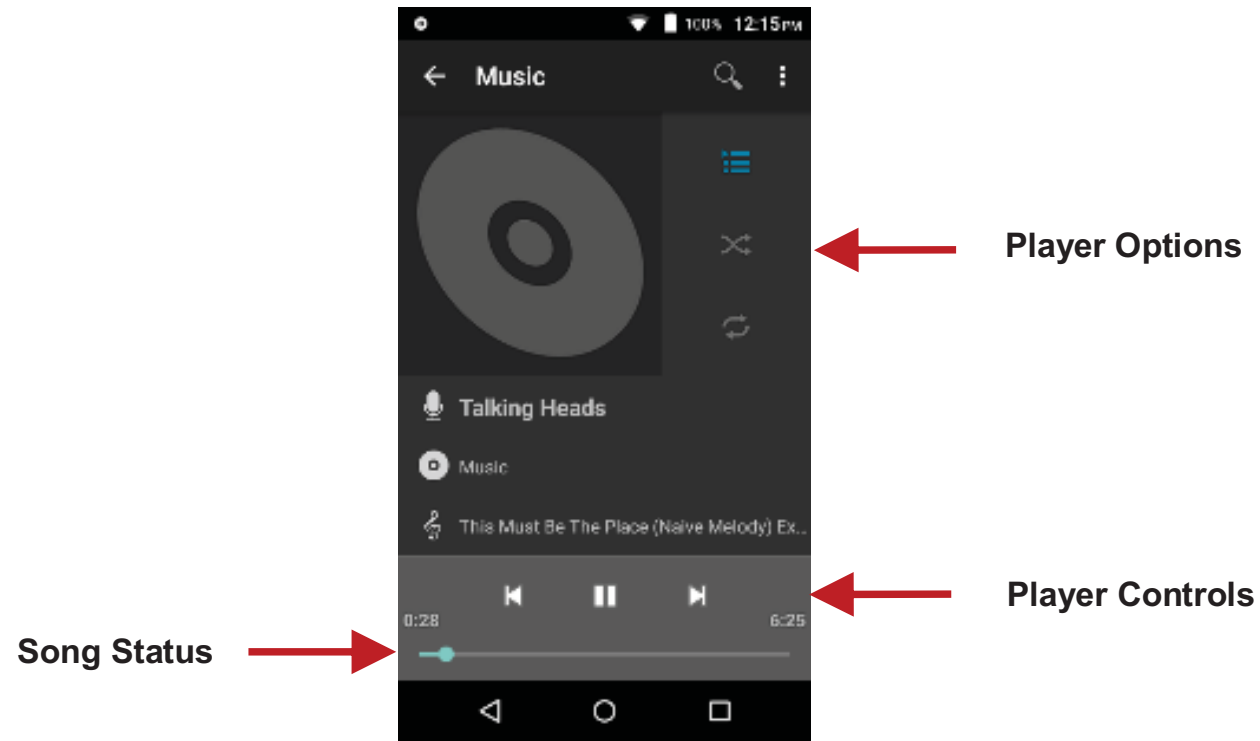 100% 12:15PM
Music
Player Options
Talking Heads
Music
This Must Be The Place (Naive Melody) Ex...
Player Controls
0:28
6:25
Song Status